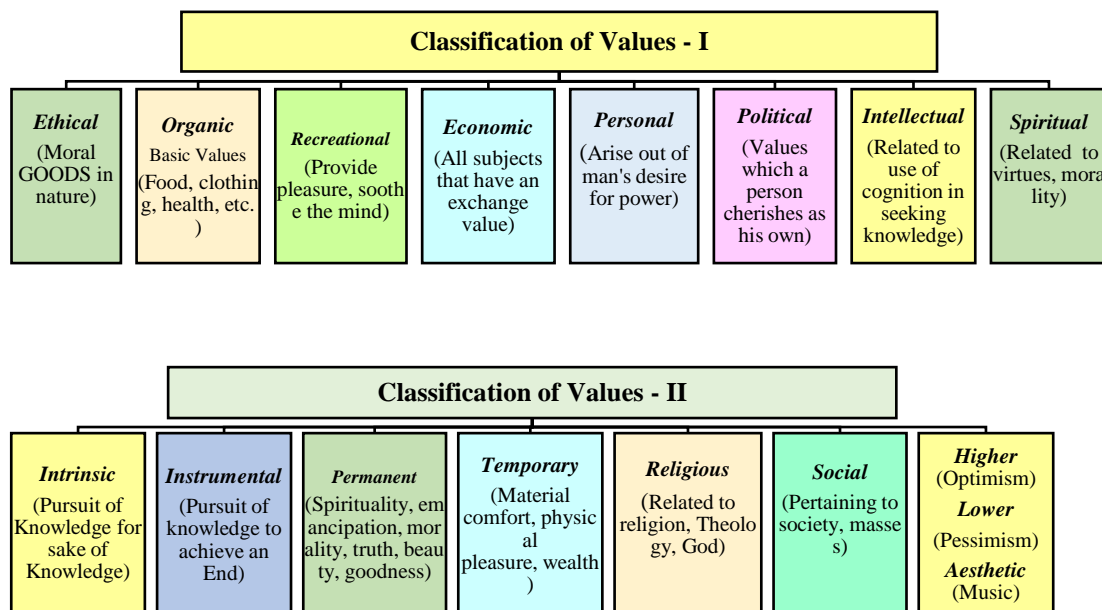 Classification of Values - I
Ethical
(Moral
GOODS in
nature)
Organic
Basic Values
(Food, clothin
g, health, etc.
)
Recreational
(Provide
pleasure, sooth
e the mind)
Economic
(All subjects
that have an
exchange
value)
Personal
(Arise out of
man's desire
for power)
Political
(Values
which a
person
cherishes as
his own)
Intellectual
(Related to
use of
cognition in
seeking
knowledge)
Spiritual
(Related to
virtues, mora
lity)
Classification of Values - II
Intrinsic
(Pursuit of
Knowledge for
sake of
Knowledge)
Instrumental
(Pursuit of
knowledge to
achieve an
End)
Permanent
(Spirituality, em
ancipation, mor
ality, truth, beau
ty, goodness)
Temporary
(Material
comfort, physic
al
pleasure, wealth
)
Religious
(Related to
religion, Theolo
gy, God)
Social
(Pertaining to
society, masse
s)
Higher
(Optimism)
Lower
(Pessimism)
Aesthetic
(Music)